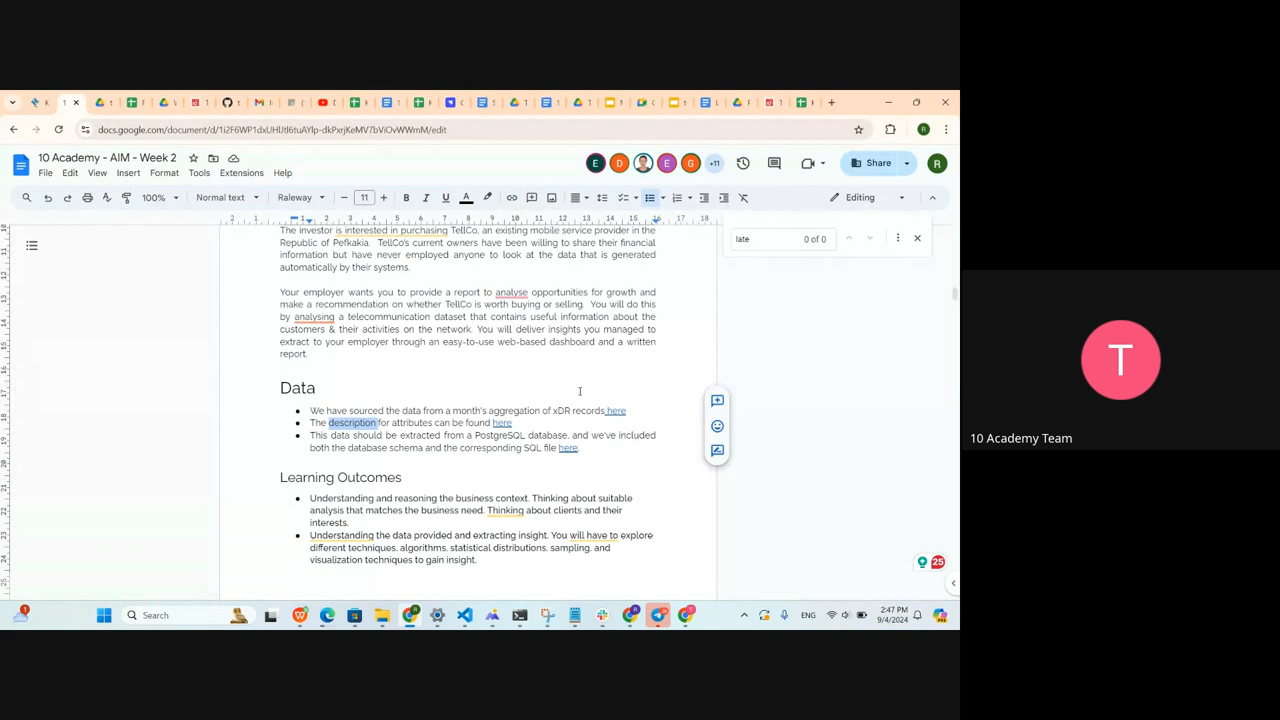 docs.google.com/document/d/1i2F6WP1dxUHlJtl6tuAYlp-dkPxrjKeMV7bViOvWWmM/edit
10 Academy - AIM - Week 2
E
D
E
G
+11
Share
R
File Edit View Insert Format Tools Extensions Help
100%
Normal text
Raleway
11
B I U A
Editing
late
0 of 0
The investor is interested in purchasing TellCo, an existing mobile service provider in the
Republic of Pefkakia. TellCo's current owners have been willing to share their financial
information but have never employed anyone to look at the data that is generated
automatically by their systems.
Your employer wants you to provide a report to analyse opportunities for growth and
make a recommendation on whether TellCo is worth buying or selling. You will do this
by analysing a telecommunication dataset that contains useful information about the
customers & their activities on the network. You will deliver insights you managed to
extract to your employer through an easy-to-use web-based dashboard and a written
report.
Data
● We have sourced the data from a month's aggregation of xDR records here
● The description for attributes can be found here
● This data should be extracted from a PostgreSQL database, and we've included
both the database schema and the corresponding SQL file here.
Learning Outcomes
● Understanding and reasoning the business context. Thinking about suitable
analysis that matches the business need. Thinking about clients and their
interests.
● Understanding the data provided and extracting insight. You will have to explore
different techniques, algorithms, statistical distributions, sampling, and
visualization techniques to gain insight.
25
Search
ENG
2:47 PM
9/4/2024
T
10 Academy Team